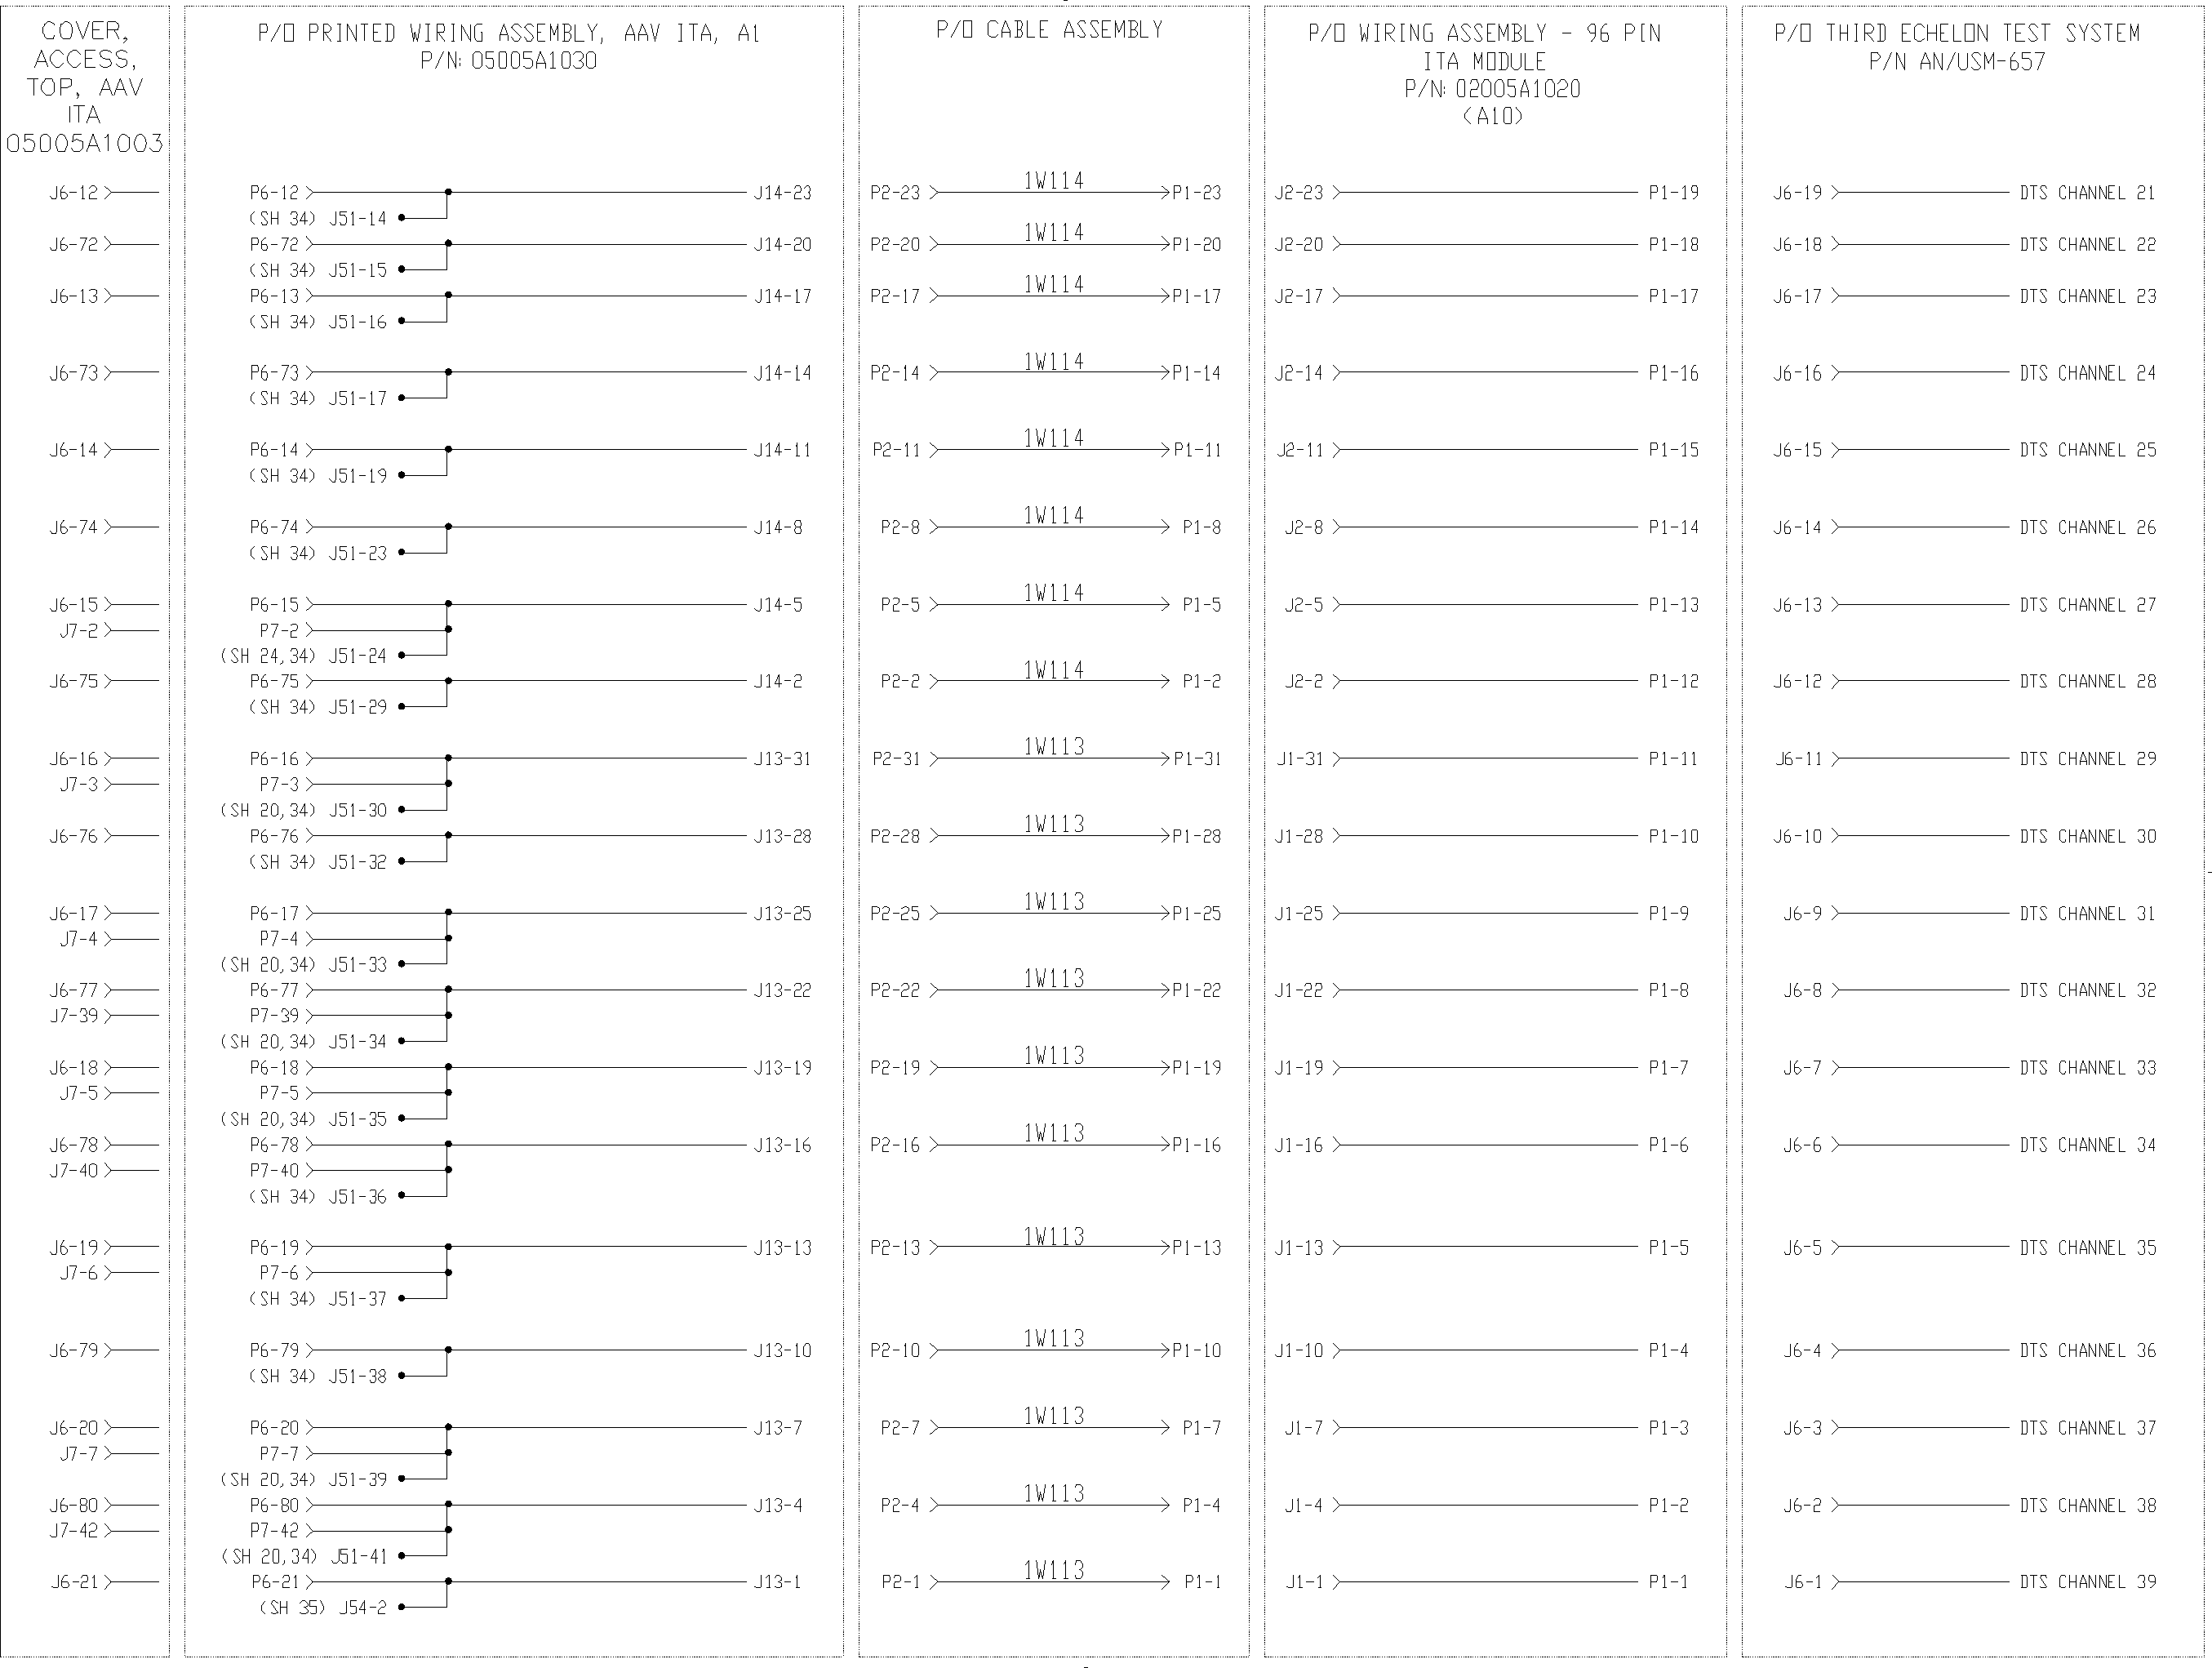 COVER,
ACCESS,
TOP, AAV
ITA
05005A1003
P/O PRINTED WIRING ASSEMBLY, AAV ITA, A1
P/N: 05005A1030
P/O CABLE ASSEMBLY
P/O WIRING ASSEMBLY - 96 PIN
ITA MODULE
P/N: 02005A1020
(A10)
P/O THIRD ECHELON TEST SYSTEM
P/N AN/USM-657
J6-12 P6-12 J14-23 P2-23 1W114 P1-23 J2-23 P1-19 J6-19 DTS CHANNEL 21
(SH 34) J51-14
J6-72 P6-72 J14-20 P2-20 1W114 P1-20 J2-20 P1-18 J6-18 DTS CHANNEL 22
(SH 34) J51-15
J6-13 P6-13 J14-17 P2-17 1W114 P1-17 J2-17 P1-17 J6-17 DTS CHANNEL 23
(SH 34) J51-16
J6-73 P6-73 J14-14 P2-14 1W114 P1-14 J2-14 P1-16 J6-16 DTS CHANNEL 24
(SH 34) J51-17
J6-14 P6-14 J14-11 P2-11 1W114 P1-11 J2-11 P1-15 J6-15 DTS CHANNEL 25
(SH 34) J51-19
J6-74 P6-74 J14-8 P2-8 1W114 P1-8 J2-8 P1-14 J6-14 DTS CHANNEL 26
(SH 34) J51-23
J6-15 P6-15 J14-5 P2-5 1W114 P1-5 J2-5 P1-13 J6-13 DTS CHANNEL 27
J7-2 P7-2
(SH 24,34) J51-24
J6-75 P6-75 J14-2 P2-2 1W114 P1-2 J2-2 P1-12 J6-12 DTS CHANNEL 28
(SH 34) J51-29
J6-16 P6-16 J13-31 P2-31 1W113 P1-31 J1-31 P1-11 J6-11 DTS CHANNEL 29
J7-3 P7-3
(SH 20,34) J51-30
J6-76 P6-76 J13-28 P2-28 1W113 P1-28 J1-28 P1-10 J6-10 DTS CHANNEL 30
(SH 34) J51-32
J6-17 P6-17 J13-25 P2-25 1W113 P1-25 J1-25 P1-9 J6-9 DTS CHANNEL 31
J7-4 P7-4
(SH 20,34) J51-33
J6-77 P6-77 J13-22 P2-22 1W113 P1-22 J1-22 P1-8 J6-8 DTS CHANNEL 32
J7-39 P7-39
(SH 20,34) J51-34
J6-18 P6-18 J13-19 P2-19 1W113 P1-19 J1-19 P1-7 J6-7 DTS CHANNEL 33
J7-5 P7-5
(SH 20,34) J51-35
J6-78 P6-78 J13-16 P2-16 1W113 P1-16 J1-16 P1-6 J6-6 DTS CHANNEL 34
J7-40 P7-40
(SH 34) J51-36
J6-19 P6-19 J13-13 P2-13 1W113 P1-13 J1-13 P1-5 J6-5 DTS CHANNEL 35
J7-6 P7-6
(SH 34) J51-37
J6-79 P6-79 J13-10 P2-10 1W113 P1-10 J1-10 P1-4 J6-4 DTS CHANNEL 36
(SH 34) J51-38
J6-20 P6-20 J13-7 P2-7 1W113 P1-7 J1-7 P1-3 J6-3 DTS CHANNEL 37
J7-7 P7-7
(SH 20,34) J51-39
J6-80 P6-80 J13-4 P2-4 1W113 P1-4 J1-4 P1-2 J6-2 DTS CHANNEL 38
J7-42 P7-42
(SH 20,34) J51-41
J6-21 P6-21 J13-1 P2-1 1W113 P1-1 J1-1 P1-1 J6-1 DTS CHANNEL 39
(SH 35) J54-2